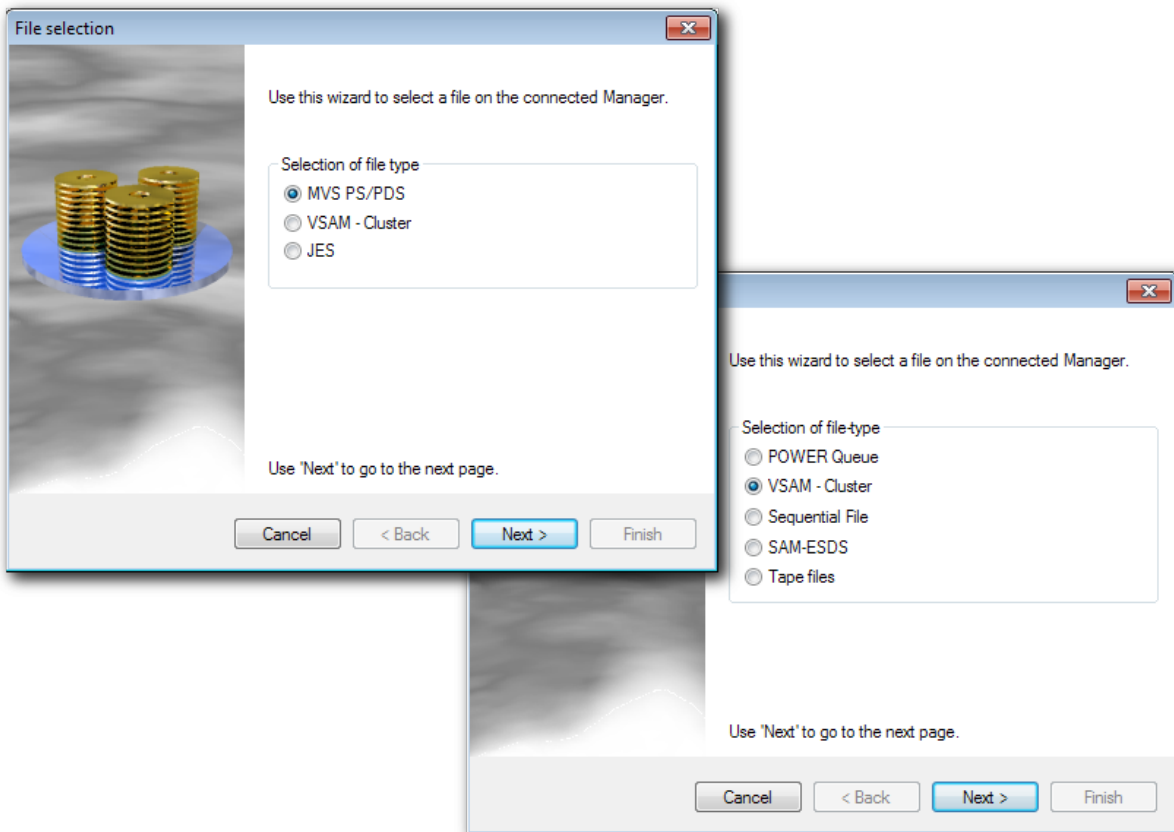 File selection
Use this wizard to select a file on the connected Manager.
Selection of file type
MVS PS/PDS
VSAM - Cluster
JES
Use 'Next' to go to the next page.
Cancel
< Back
Next >
Finish
Use this wizard to select a file on the connected Manager.
Selection of file-type
POWER Queue
VSAM - Cluster
Sequential File
SAM-ESDS
Tape files
Use 'Next' to go to the next page.
Cancel
< Back
Next >
Finish